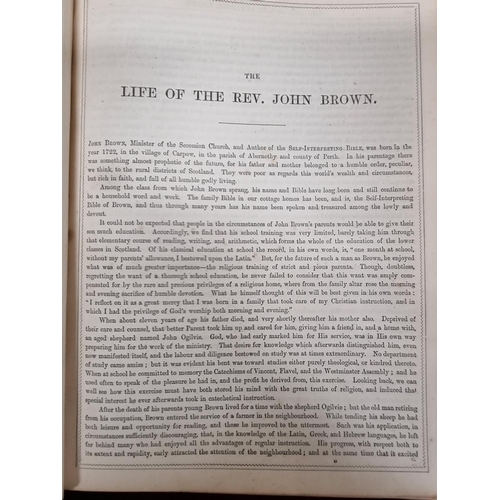 THE
LIFE OF THE REV. JOHN BROWN.
JOHN BROWN, Minister of the Secession Church, and Author of the SELF-INTERPRETING BIBLE, was born in the
year 1722, in the village of Carpow, in the parish of Abernethy and county of Perth. In his parentage there
was something almost prophetic of the future, for his father and mother belonged to a humble order, peculiar,
we think, to the rural districts of Scotland. They were poor as regards this world's wealth and circumstances,
but rich in faith, and full of all humble godly living.
Among the class from which John Brown sprang, his name and Bible have long been and still continue to
be a household word and work. The family Bible in our cottage homes has been, and is, the Self-Interpreting
Bible of Brown, and thus through many years has his name been spoken and treasured among the lowly and
devout.
It could not be expected that people in the circumstances of John Brown's parents would be able to give their
son much education. Accordingly, we find that his school training was very limited, barely taking him through
that elementary course of reading, writing, and arithmetic, which forms the whole of the education of the lower
classes in Scotland. Of his classical education at school the record, in his own words, is, "one month at school,
without my parents' allowance, I bestowed upon the Latin." But, for the future of such a man as Brown, he enjoyed
what was of much greater importance—the religious training of strict and pious parents. Though, doubtless,
regretting the want of a thorough school education, he never failed to consider that this want was amply com-
pensated for by the rare and precious privileges of a religious home, where from the family altar rose the morning
and evening sacrifice of humble devotion. What he himself thought of this will be best given in his own words:
"I reflect on it as a great mercy that I was born in a family that took care of my Christian instruction, and in
which I had the privilege of God's worship both morning and evening."
When about eleven years of age his father died, and very shortly thereafter his mother also. Deprived of
their care and counsel, that better Parent took him up and cared for him, giving him a friend in, and a home with,
an aged shepherd named John Ogilvie. God, who had early marked him for His service, was in His own way
preparing him for the work of the ministry. That desire for knowledge which afterwards distinguished him, even
now manifested itself, and the labour and diligence bestowed on study was at times extraordinary. No department
of study came amiss; but it was evident his bent was toward studies either purely theological, or kindred thereto.
When at school he committed to memory the Catechisms of Vincent, Flavel, and the Westminster Assembly; and he
used often to speak of the pleasure he had in, and the profit he derived from, this exercise. Looking back, we can
well see how this exercise must have both stored his mind with the great truths of religion, and induced that
special interest he ever afterwards took in catechetical instruction.
After the death of his parents young Brown lived for a time with the shepherd Ogilvie; but the old man retiring
from his occupation, Brown entered the service of a farmer in the neighbourhood. While tending his sheep he had
both leisure and opportunity for reading, and these he improved to the uttermost. Such was his application, in
circumstances sufficiently discouraging, that, in the knowledge of the Latin, Greek, and Hebrew languages, he left
far behind many who had enjoyed all the advantages of regular instruction. His progress, with respect both to
its extent and rapidity, early attracted the attention of the neighbourhood; and at the same time that it excited